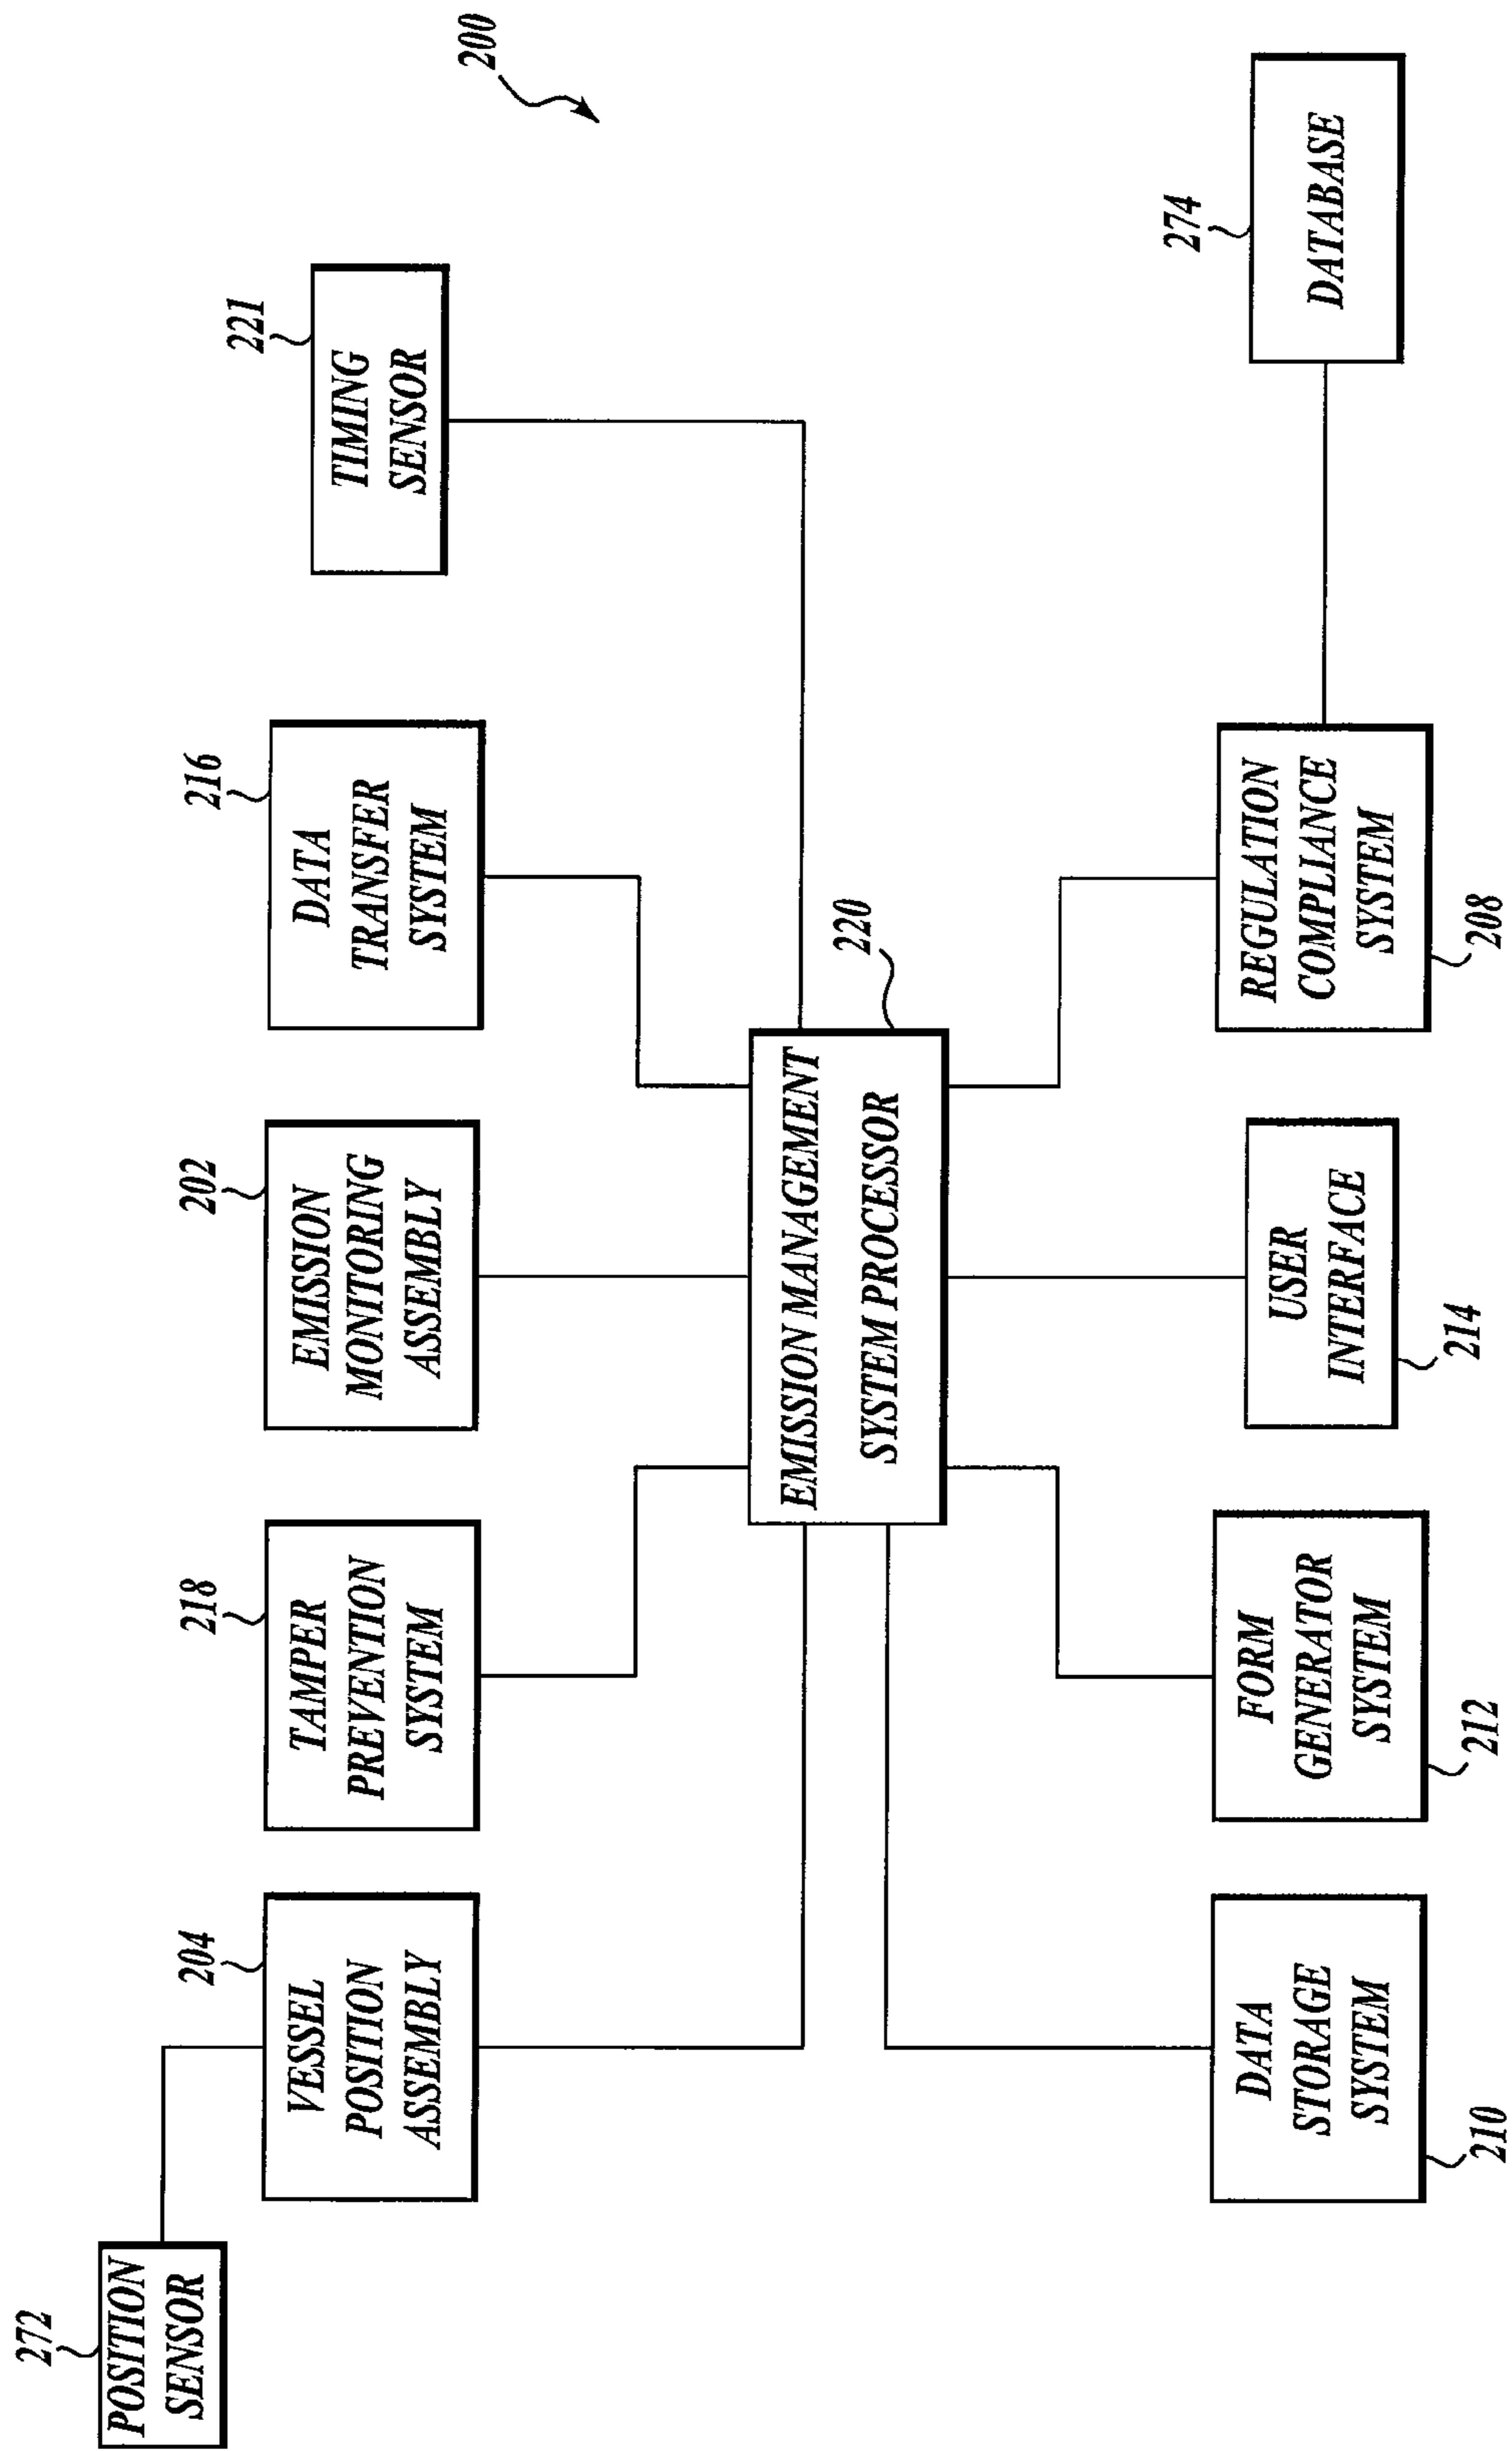 200
272
POSITION
SENSOR
204
VESSEL
POSITION
ASSEMBLY
218
TAMPER
PREVENTION
SYSTEM
202
EMISSION
MONITORING
ASSEMBLY
216
DATA
TRANSFER
SYSTEM
221
TIMING
SENSOR
EMISSION MANAGEMENT
SYSTEM PROCESSOR
220
DATA
STORAGE
SYSTEM
210
FORM
GENERATOR
SYSTEM
212
USER
INTERFACE
214
REGULATION
COMPLIANCE
SYSTEM
208
274
DATABASE